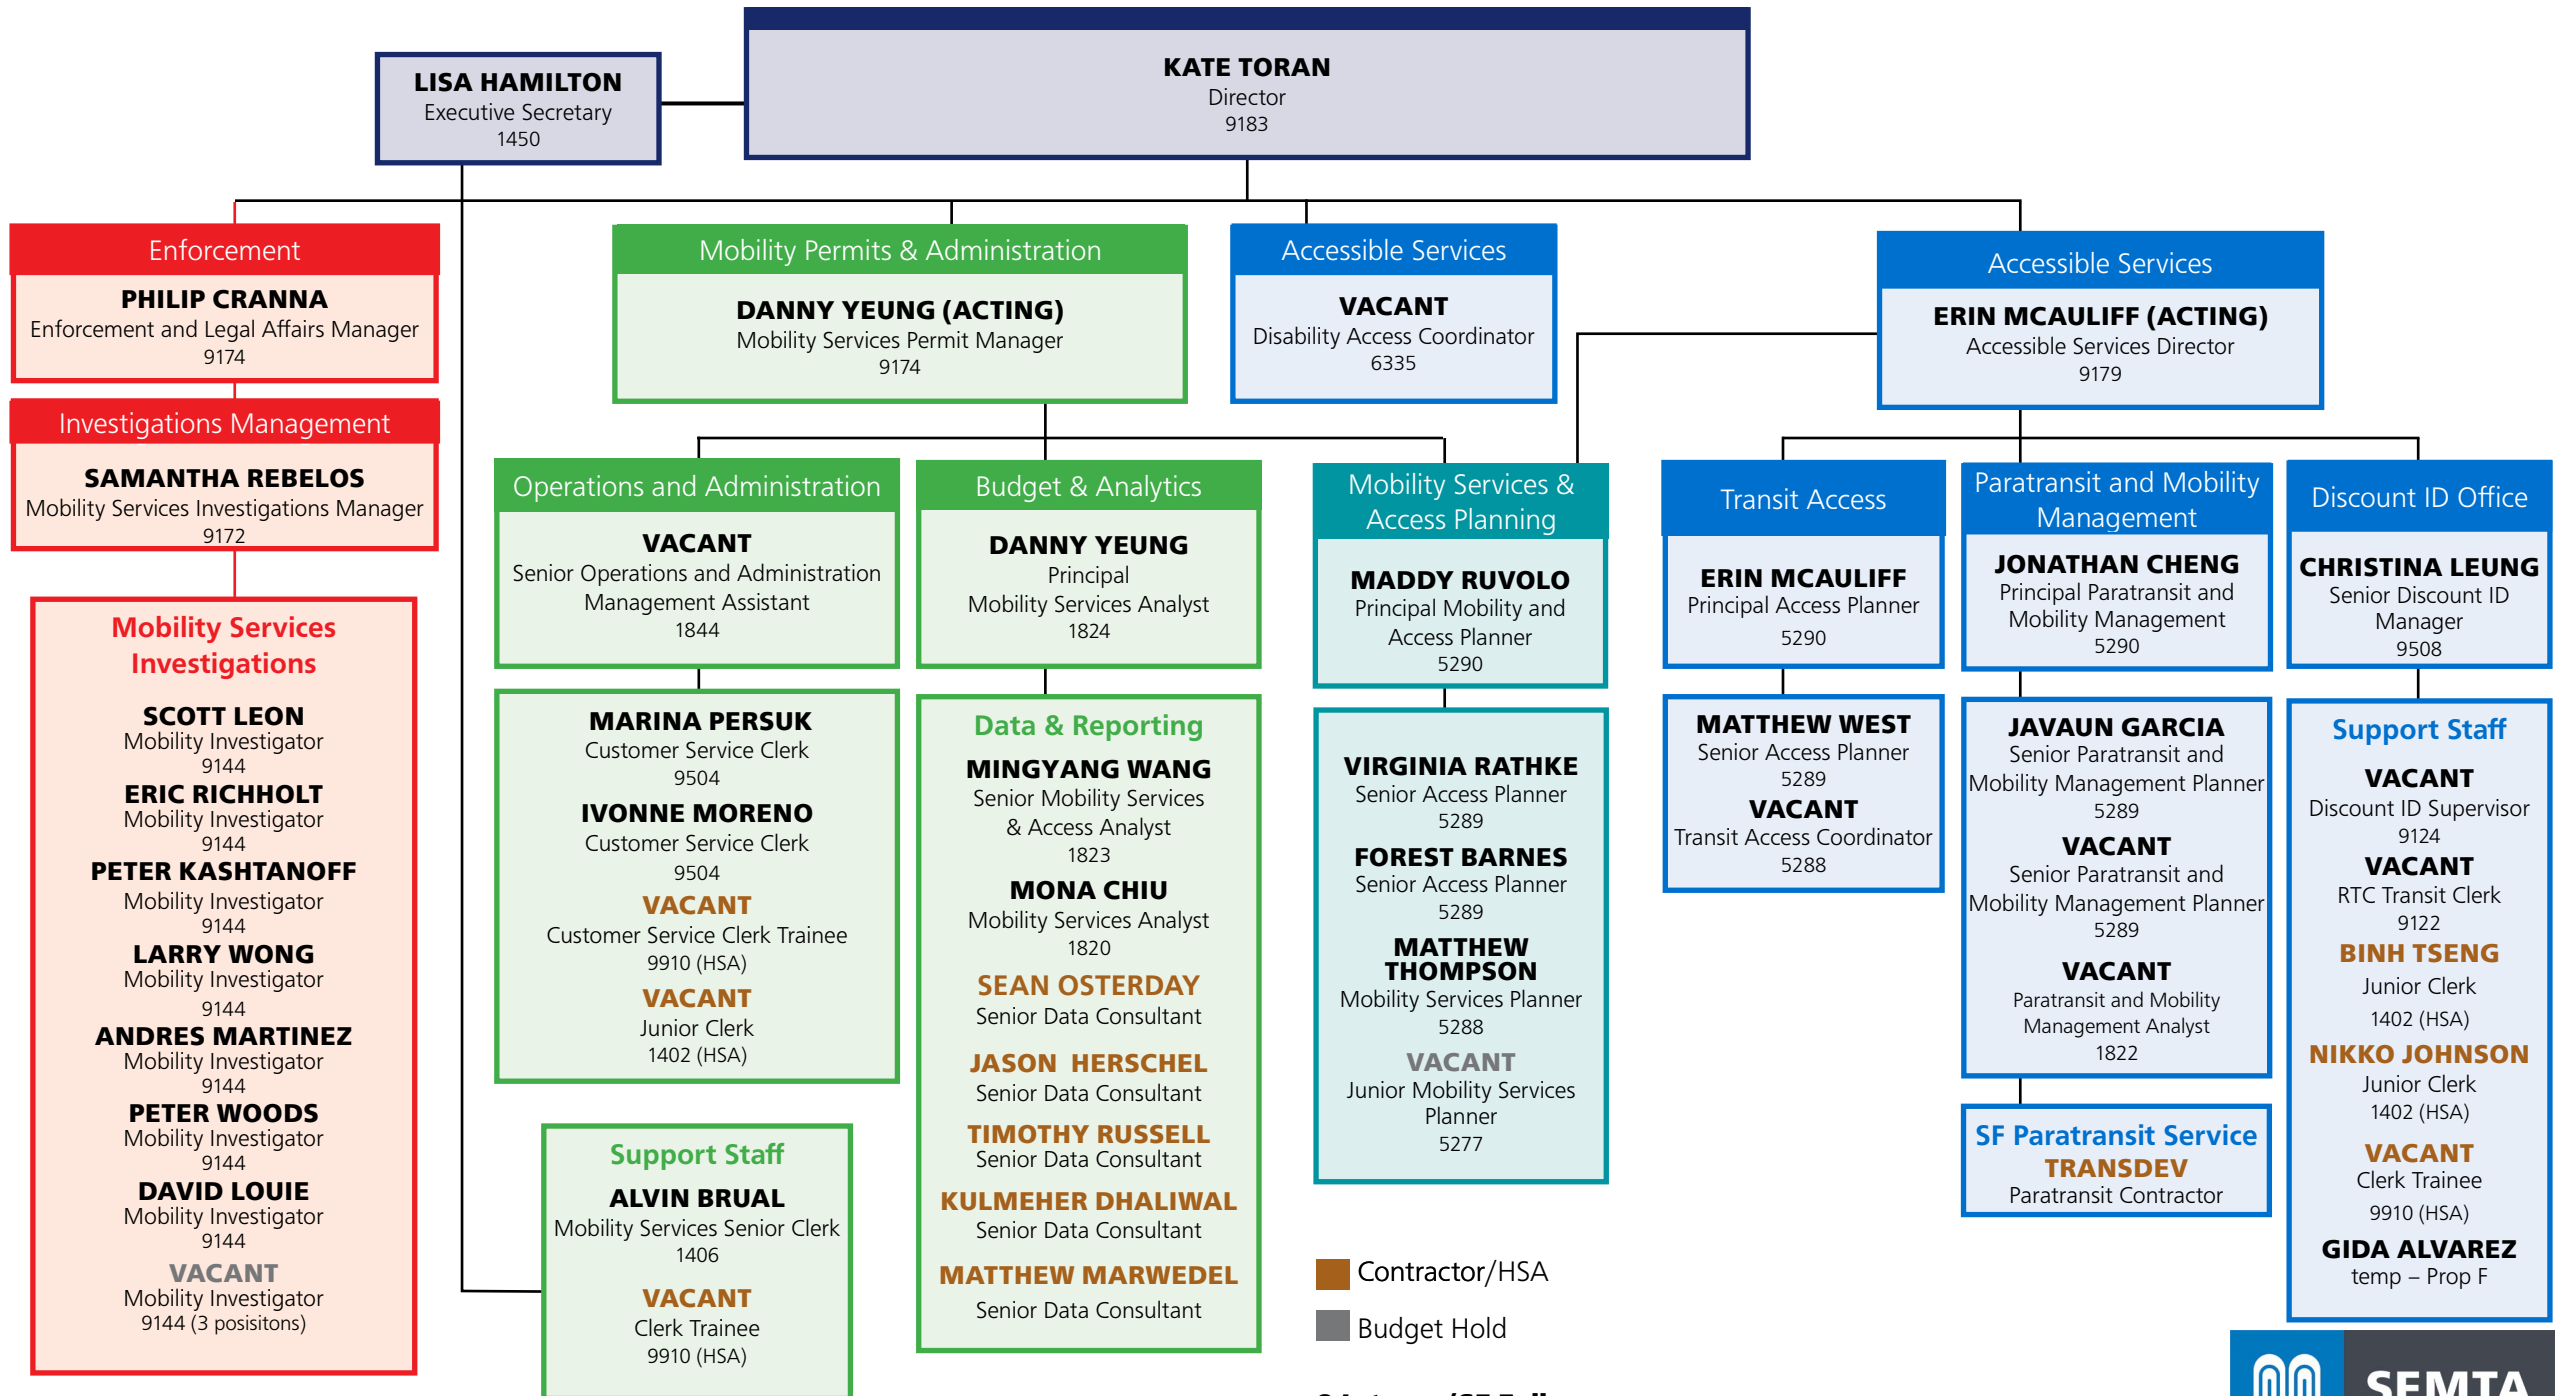 KATE TORAN
Director
9183
LISA HAMILTON
Executive Secretary
1450
Enforcement
PHILIP CRANNA
Enforcement and Legal Affairs Manager
9174
Investigations Management
SAMANTHA REBELOS
Mobility Services Investigations Manager
9172
Mobility Services
Investigations
SCOTT LEON
Mobility Investigator
9144
ERIC RICHHOLT
Mobility Investigator
9144
PETER KASHTANOFF
Mobility Investigator
9144
LARRY WONG
Mobility Investigator
9144
ANDRES MARTINEZ
Mobility Investigator
9144
PETER WOODS
Mobility Investigator
9144
DAVID LOUIE
Mobility Investigator
9144
VACANT
Mobility Investigator
9144 (3 posisitons)
Mobility Permits & Administration
DANNY YEUNG (ACTING)
Mobility Services Permit Manager
9174
Operations and Administration
VACANT
Senior Operations and Administration
Management Assistant
1844
MARINA PERSUK
Customer Service Clerk
9504
IVONNE MORENO
Customer Service Clerk
9504
VACANT
Customer Service Clerk Trainee
9910 (HSA)
VACANT
Junior Clerk
1402 (HSA)
Support Staff
ALVIN BRUAL
Mobility Services Senior Clerk
1406
VACANT
Clerk Trainee
9910 (HSA)
Budget & Analytics
DANNY YEUNG
Principal
Mobility Services Analyst
1824
Data & Reporting
MINGYANG WANG
Senior Mobility Services
& Access Analyst
1823
MONA CHIU
Mobility Services Analyst
1820
SEAN OSTERDAY
Senior Data Consultant
JASON HERSCHEL
Senior Data Consultant
TIMOTHY RUSSELL
Senior Data Consultant
KULMEHER DHALIWAL
Senior Data Consultant
MATTHEW MARWEDEL
Senior Data Consultant
Accessible Services
VACANT
Disability Access Coordinator
6335
Mobility Services &
Access Planning
MADDY RUVOLO
Principal Mobility and
Access Planner
5290
VIRGINIA RATHKE
Senior Access Planner
5289
FOREST BARNES
Senior Access Planner
5289
MATTHEW
THOMPSON
Mobility Services Planner
5288
VACANT
Junior Mobility Services
Planner
5277
Accessible Services
ERIN MCAULIFF (ACTING)
Accessible Services Director
9179
Transit Access
ERIN MCAULIFF
Principal Access Planner
5290
MATTHEW WEST
Senior Access Planner
5289
VACANT
Transit Access Coordinator
5288
Paratransit and Mobility
Management
JONATHAN CHENG
Principal Paratransit and
Mobility Management
5290
JAVAUN GARCIA
Senior Paratransit and
Mobility Management Planner
5289
VACANT
Senior Paratransit and
Mobility Management Planner
5289
VACANT
Paratransit and Mobility
Management Analyst
1822
SF Paratransit Service
TRANSDEV
Paratransit Contractor
Discount ID Office
CHRISTINA LEUNG
Senior Discount ID
Manager
9508
Support Staff
VACANT
Discount ID Supervisor
9124
VACANT
RTC Transit Clerk
9122
BINH TSENG
Junior Clerk
1402 (HSA)
NIKKO JOHNSON
Junior Clerk
1402 (HSA)
VACANT
Clerk Trainee
9910 (HSA)
GIDA ALVAREZ
temp – Prop F
Contractor/HSA
Budget Hold
SFMTA